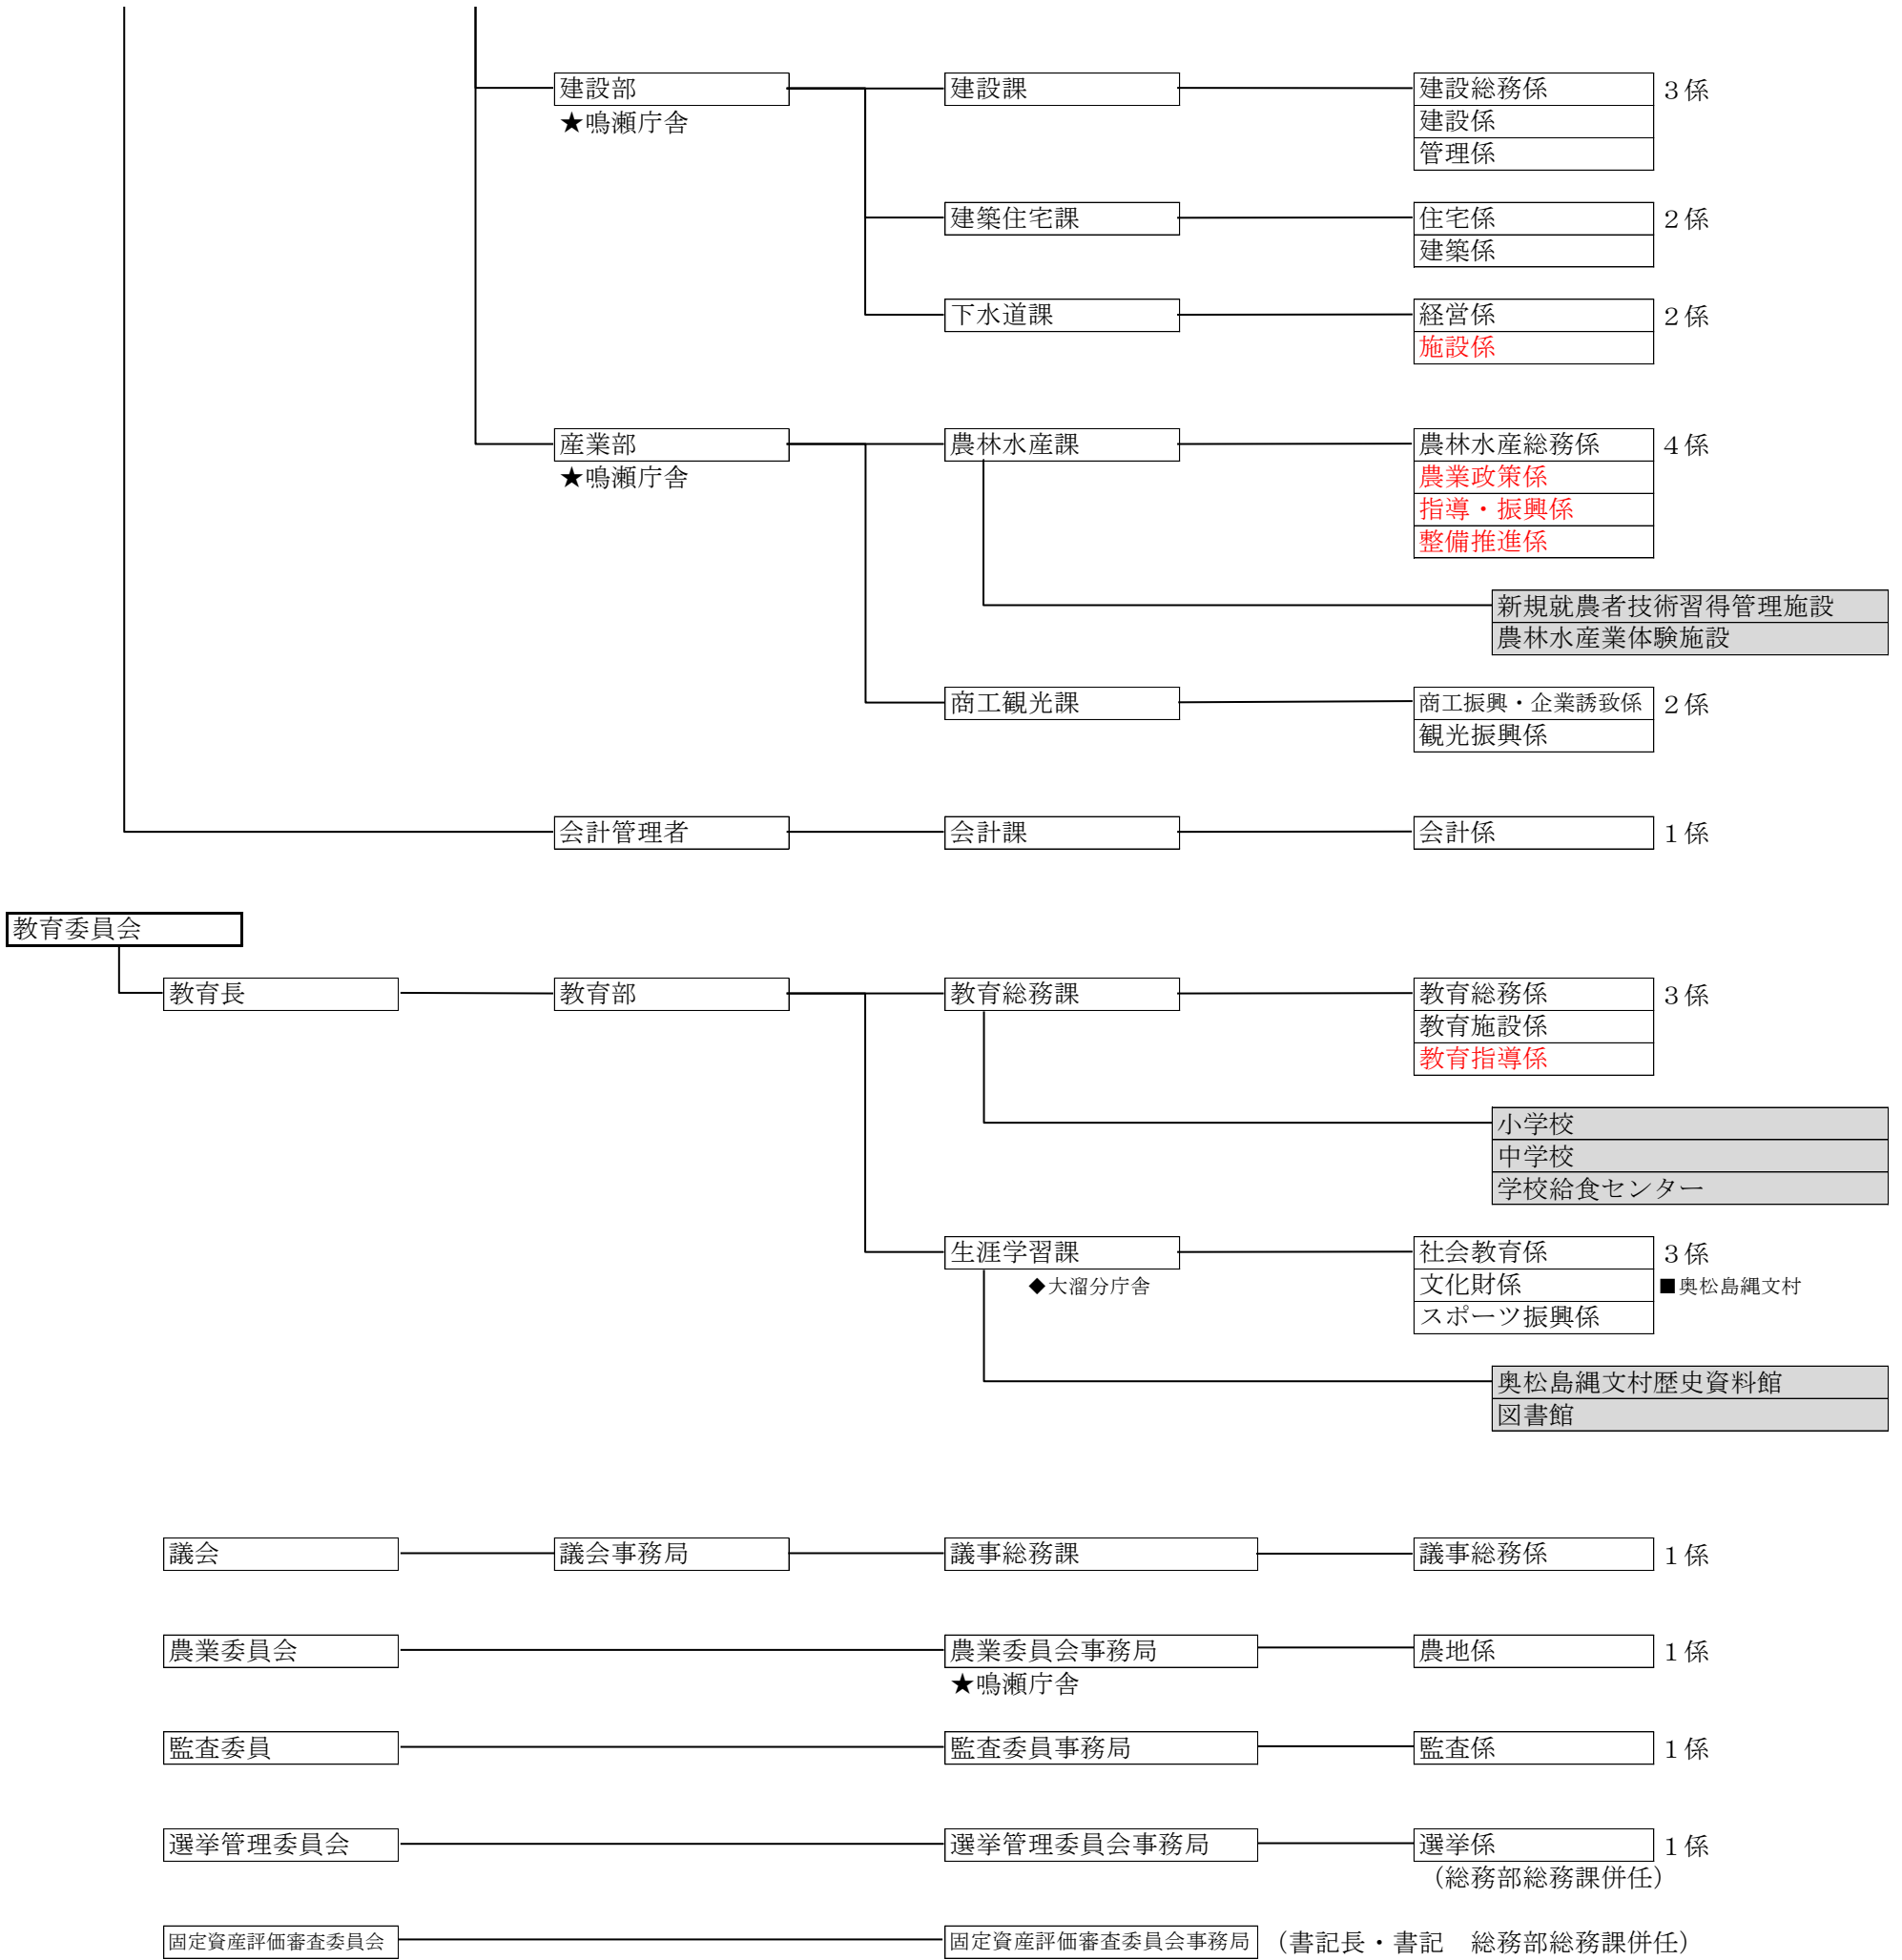 建設部　建設課　建設総務係　３係
★鳴瀬庁舎　建設係
管理係
建築住宅課　住宅係　２係
建築係
下水道課　経営係　２係
施設係
産業部　農林水産課　農林水産総務係　４係
★鳴瀬庁舎　農業政策係
指導・振興係
整備推進係
新規就農者技術習得管理施設
農林水産業体験施設
商工観光課　商工振興・企業誘致係　２係
観光振興係
会計管理者　会計課　会計係　１係
教育委員会
教育長　教育部　教育総務課　教育総務係　３係
教育施設係
教育指導係
小学校
中学校
学校給食センター
生涯学習課　社会教育係　３係
◆大溜分庁舎　文化財係　■奥松島縄文村
スポーツ振興係
奥松島縄文村歴史資料館
図書館
議会　議会事務局　議事総務課　議事総務係　１係
農業委員会　農業委員会事務局　農地係　１係
★鳴瀬庁舎
監査委員　監査委員事務局　監査係　１係
選挙管理委員会　選挙管理委員会事務局　選挙係　１係
（総務部総務課併任）
固定資産評価審査委員会　固定資産評価審査委員会事務局　（書記長・書記　総務部総務課併任）